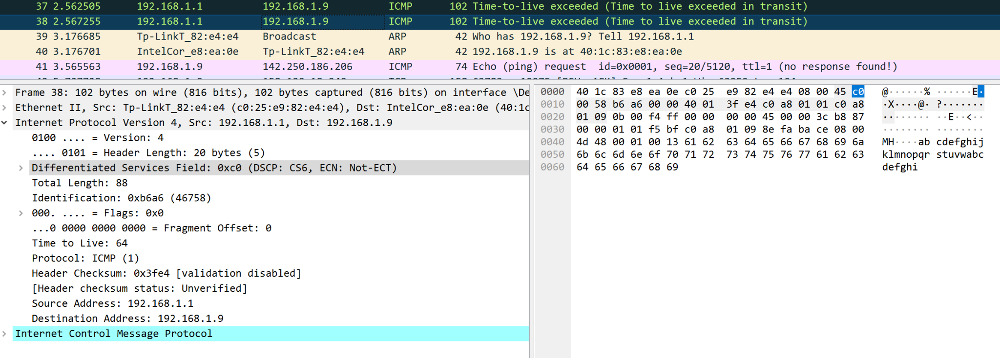 37 2.562505 192.168.1.1 192.168.1.9 ICMP 102 Time-to-live exceeded (Time to live exceeded in transit)
38 2.567255 192.168.1.1 192.168.1.9 ICMP 102 Time-to-live exceeded (Time to live exceeded in transit)
39 3.176685 Tp-LinkT_82:e4:e4 Broadcast ARP 42 Who has 192.168.1.9? Tell 192.168.1.1
40 3.176701 IntelCor_e8:ea:0e Tp-LinkT_82:e4:e4 ARP 42 192.168.1.9 is at 40:1c:83:e8:ea:0e
41 3.565563 192.168.1.9 142.250.186.206 ICMP 74 Echo (ping) request id=0x0001, seq=20/5120, ttl=1 (no response found!)
Frame 38: 102 bytes on wire (816 bits), 102 bytes captured (816 bits) on interface \De
Ethernet II, Src: Tp-LinkT_82:e4:e4 (c0:25:e9:82:e4:e4), Dst: IntelCor_e8:ea:0e (40:1c
Internet Protocol Version 4, Src: 192.168.1.1, Dst: 192.168.1.9
0100 .... = Version: 4
.... 0101 = Header Length: 20 bytes (5)
Differentiated Services Field: 0xc0 (DSCP: CS6, ECN: Not-ECT)
Total Length: 88
Identification: 0xb6a6 (46758)
000. .... = Flags: 0x0
...0 0000 0000 0000 = Fragment Offset: 0
Time to Live: 64
Protocol: ICMP (1)
Header Checksum: 0x3fe4 [validation disabled]
[Header checksum status: Unverified]
Source Address: 192.168.1.1
Destination Address: 192.168.1.9
Internet Control Message Protocol
0000 40 1c 83 e8 ea 0e c0 25 e9 82 e4 e4 08 00 45 c0 @······% ······E·
0010 00 58 b6 a6 00 00 40 01 3f e4 c0 a8 01 01 c0 a8 ·X····@· ?·······
0020 01 09 0b 00 f4 ff 00 00 00 00 45 00 00 3c b8 87 ········ ··E··<··
0030 00 00 01 01 f5 bf c0 a8 01 09 8e fa ba ce 08 00 ········ ········
0040 4d 48 00 01 00 13 61 62 63 64 65 66 67 68 69 6a MH····ab cdefghij
0050 6b 6c 6d 6e 6f 70 71 72 73 74 75 76 77 61 62 63 klmnopqr stuvwabc
0060 64 65 66 67 68 69 defghi